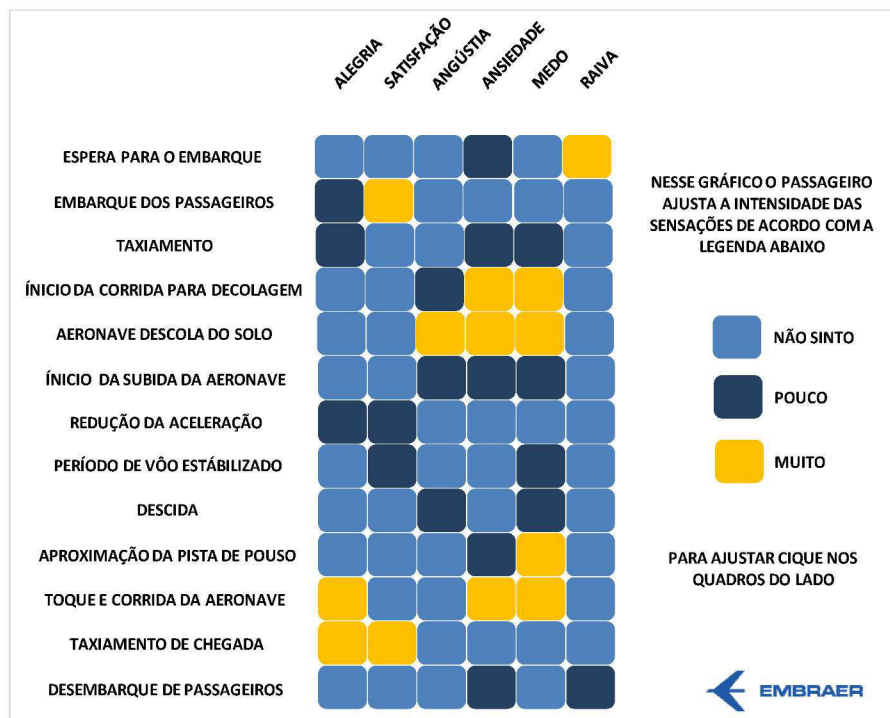 ALEGRIA
SATISFAÇÃO
ANGÚSTIA
ANSIEDADE
MEDO
RAIVA
ESPERA PARA O EMBARQUE
EMBARQUE DOS PASSAGEIROS
TAXIAMENTO
ÍNICIO DA CORRIDA PARA DECOLAGEM
AERONAVE DESCOLA DO SOLO
ÍNICIO DA SUBIDA DA AERONAVE
REDUÇÃO DA ACELERAÇÃO
PERÍODO DE VÔO ESTÁBILIZADO
DESCIDA
APROXIMAÇÃO DA PISTA DE POUSO
TOQUE E CORRIDA DA AERONAVE
TAXIAMENTO DE CHEGADA
DESEMBARQUE DE PASSAGEIROS
NESSE GRÁFICO O PASSAGEIRO
AJUSTA A INTENSIDADE DAS
SENSAÇÕES DE ACORDO COM A
LEGENDA ABAIXO
NÃO SINTO
POUCO
MUITO
PARA AJUSTAR CIQUE NOS
QUADROS DO LADO
EMBRAER